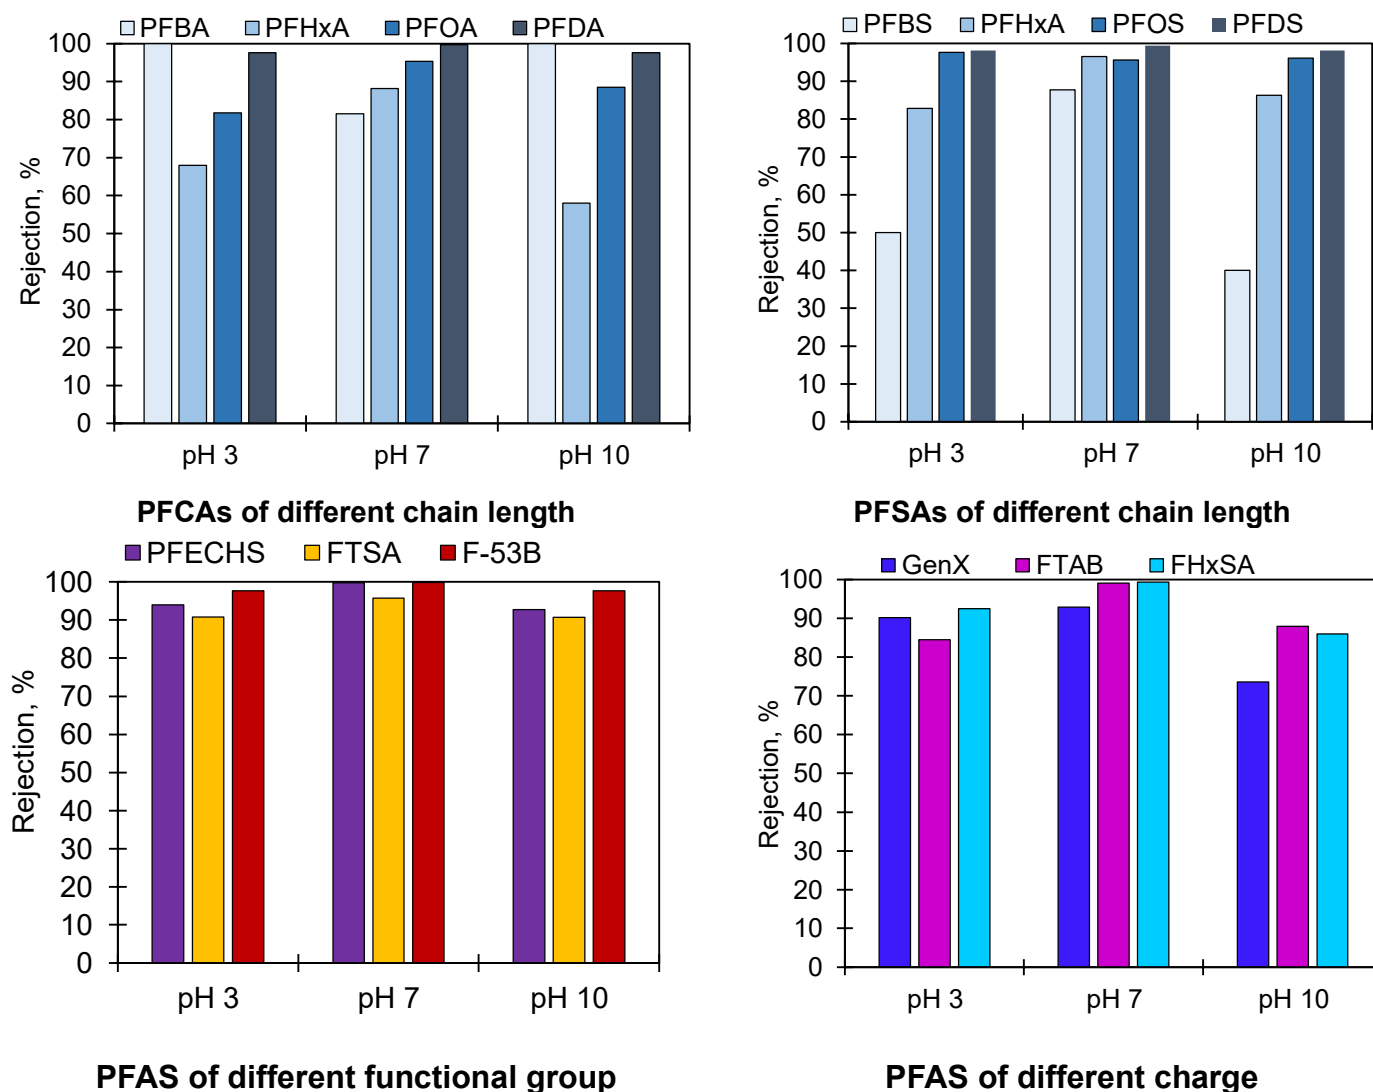 PFBA PFHxA PFOA PFDA
100
90
80
70
60
50
40
30
20
10
0
Rejection, %
pH 3 pH 7 pH 10
PFCAs of different chain length
PFBS PFHxA PFOS PFDS
100
90
80
70
60
50
40
30
20
10
0
Rejection, %
pH 3 pH 7 pH 10
PFSAs of different chain length
PFECHS FTSA F-53B
100
90
80
70
60
50
40
30
20
10
0
Rejection, %
pH 3 pH 7 pH 10
PFAS of different functional group
GenX FTAB FHxSA
100
90
80
70
60
50
40
30
20
10
0
Rejection, %
pH 3 pH 7 pH 10
PFAS of different charge